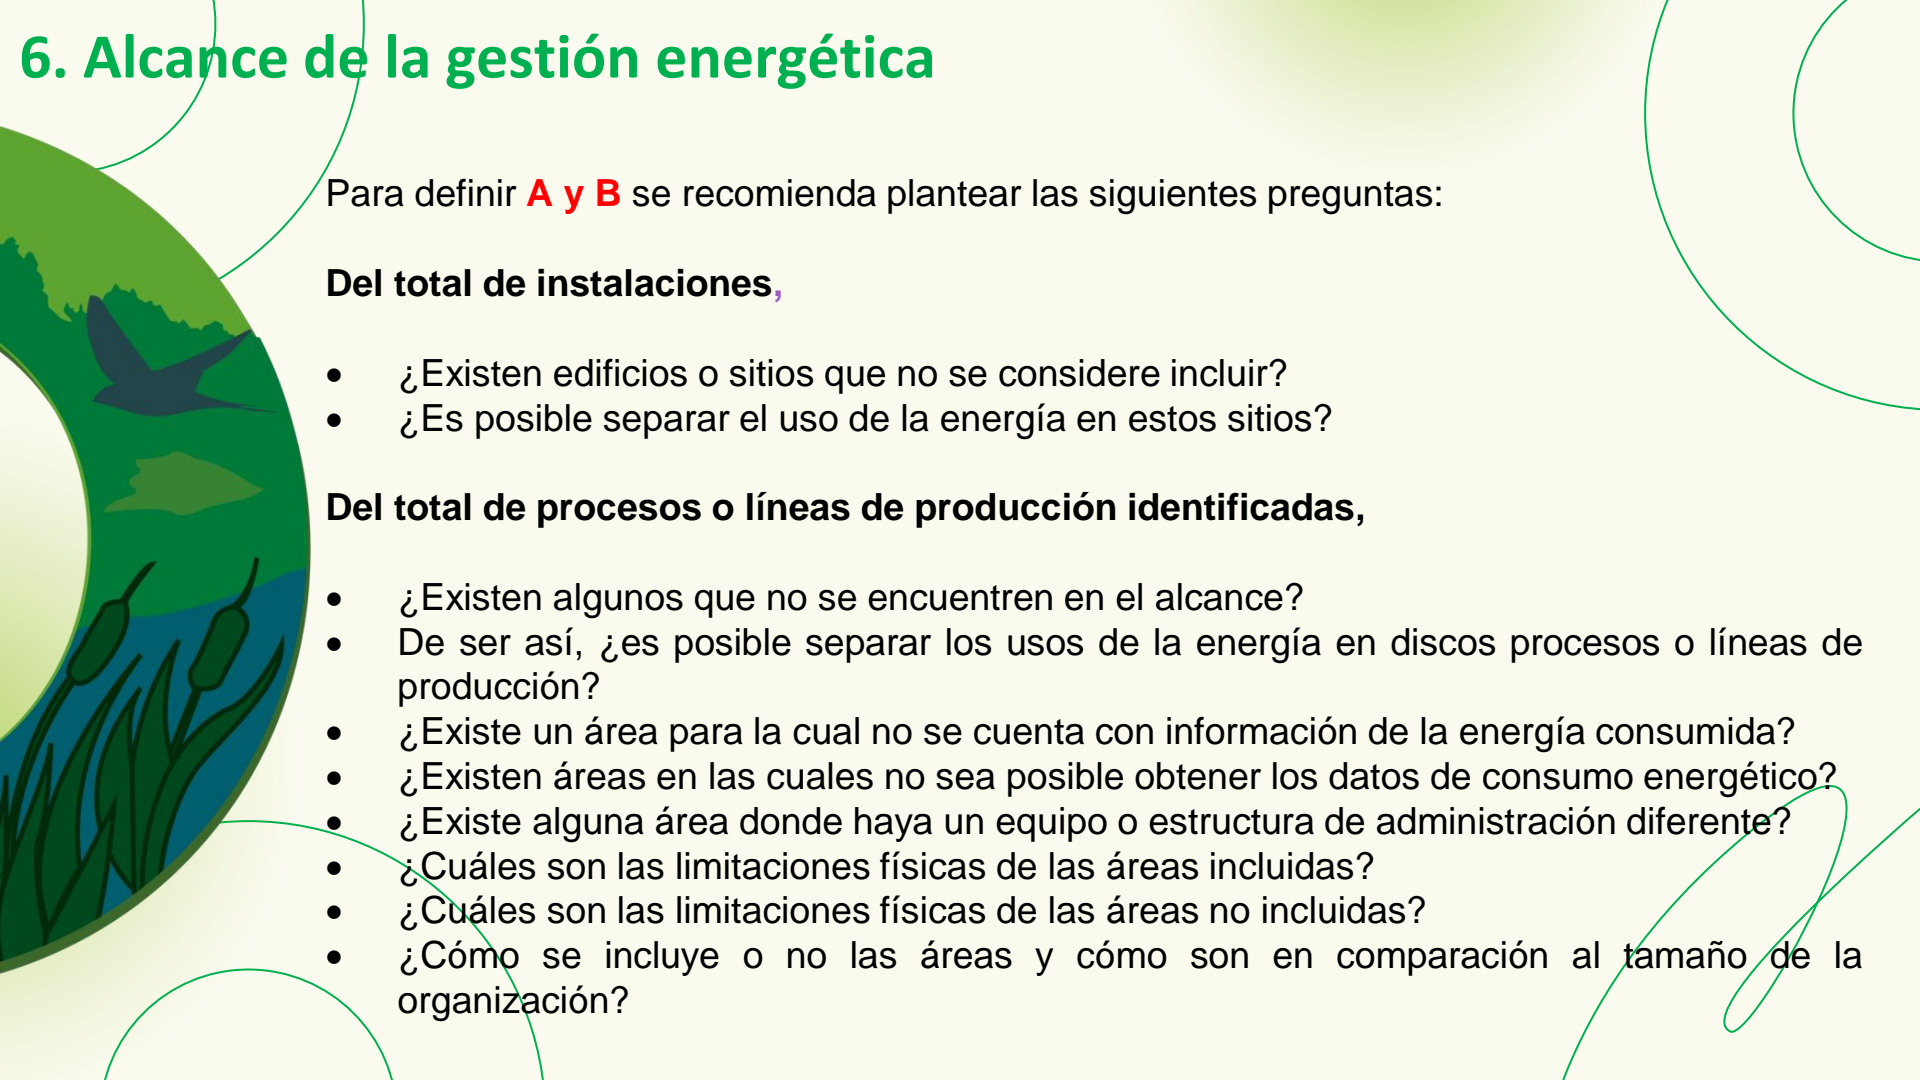 6. Alcance de la gestión energética
Para definir A y B se recomienda plantear las siguientes preguntas:
Del total de instalaciones,
• ¿Existen edificios o sitios que no se considere incluir?
• ¿Es posible separar el uso de la energía en estos sitios?
Del total de procesos o líneas de producción identificadas,
• ¿Existen algunos que no se encuentren en el alcance?
• De ser así, ¿es posible separar los usos de la energía en discos procesos o líneas de
producción?
• ¿Existe un área para la cual no se cuenta con información de la energía consumida?
• ¿Existen áreas en las cuales no sea posible obtener los datos de consumo energético?
• ¿Existe alguna área donde haya un equipo o estructura de administración diferente?
• ¿Cuáles son las limitaciones físicas de las áreas incluidas?
• ¿Cuáles son las limitaciones físicas de las áreas no incluidas?
• ¿Cómo se incluye o no las áreas y cómo son en comparación al tamaño de la
organización?